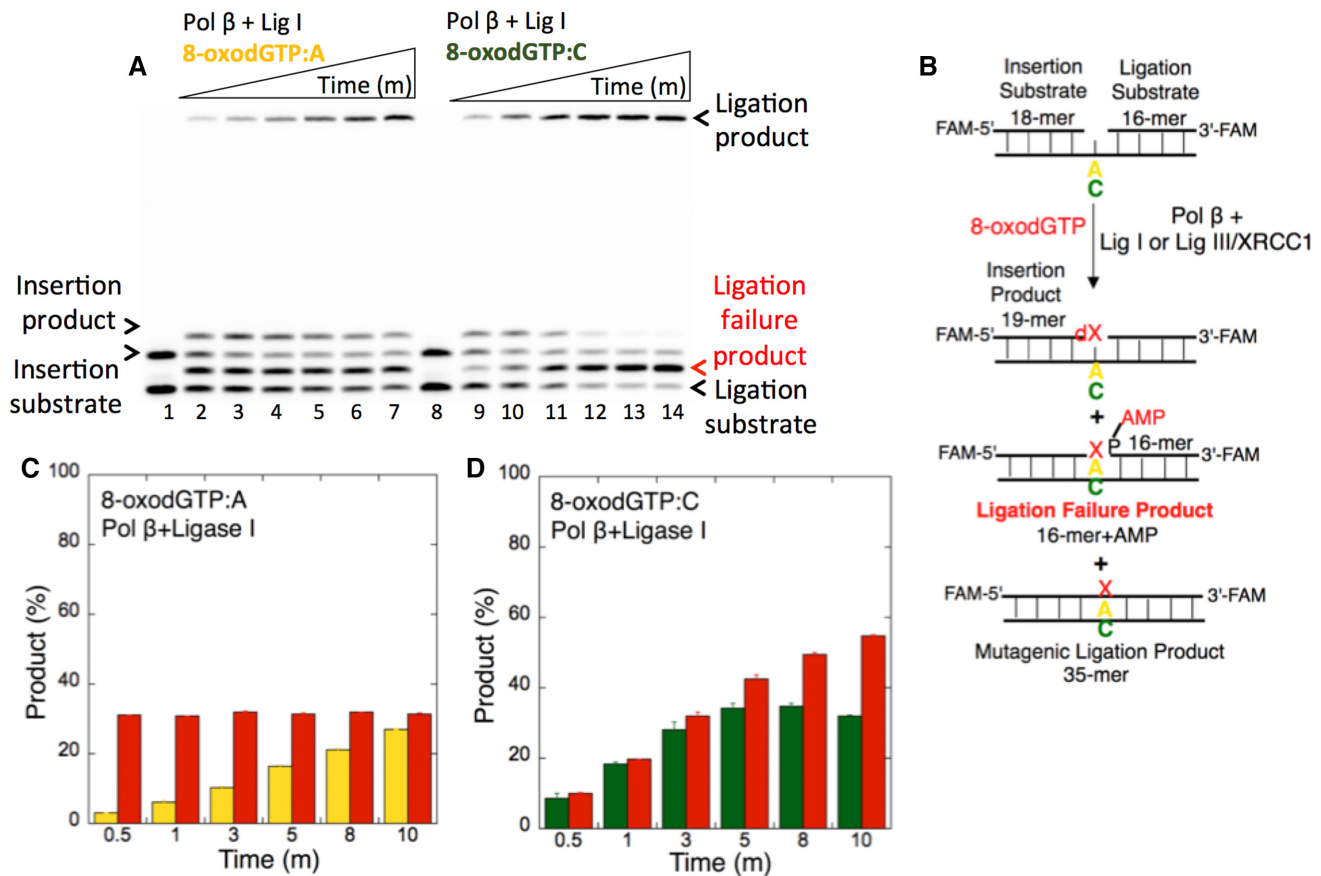 A
Pol β + Lig I
8-oxodGTP:A
Time (m)
Pol β + Lig I
8-oxodGTP:C
Time (m)
Ligation
product
Insertion
product
Insertion
substrate
Ligation
failure
product
Ligation
substrate
1 2 3 4 5 6 7 8 9 10 11 12 13 14
B
Insertion
Substrate
18-mer
Ligation
Substrate
16-mer
FAM-5'
3'-FAM
A
C
8-oxodGTP
Pol β +
Lig I or Lig III/XRCC1
Insertion
Product
19-mer
FAM-5'
dX
3'-FAM
A
C
+
AMP
P
16-mer
FAM-5'
X
3'-FAM
A
C
Ligation Failure Product
16-mer+AMP
+
FAM-5'
X
3'-FAM
A
C
Mutagenic Ligation Product
35-mer
C
8-oxodGTP:A
Pol β+Ligase I
Product (%)
100
80
60
40
20
0
0.5 1 3 5 8 10
Time (m)
D
8-oxodGTP:C
Pol β+Ligase I
Product (%)
100
80
60
40
20
0
0.5 1 3 5 8 10
Time (m)